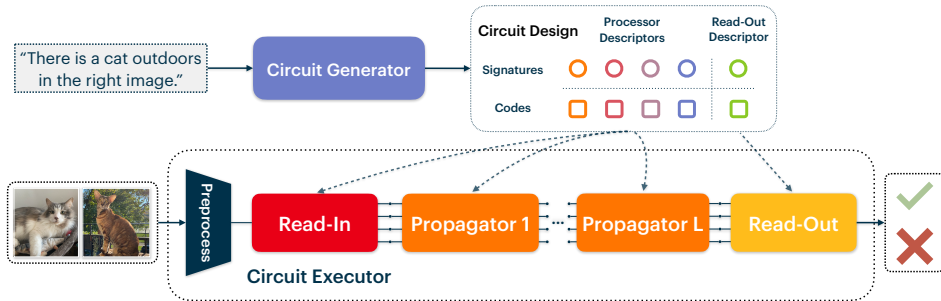 “There is a cat outdoors
in the right image.”
Circuit Generator
Circuit Design
Processor
Descriptors
Read-Out
Descriptor
Signatures
Codes
Preprocess
Read-In
Propagator 1
...
Propagator L
Read-Out
Circuit Executor